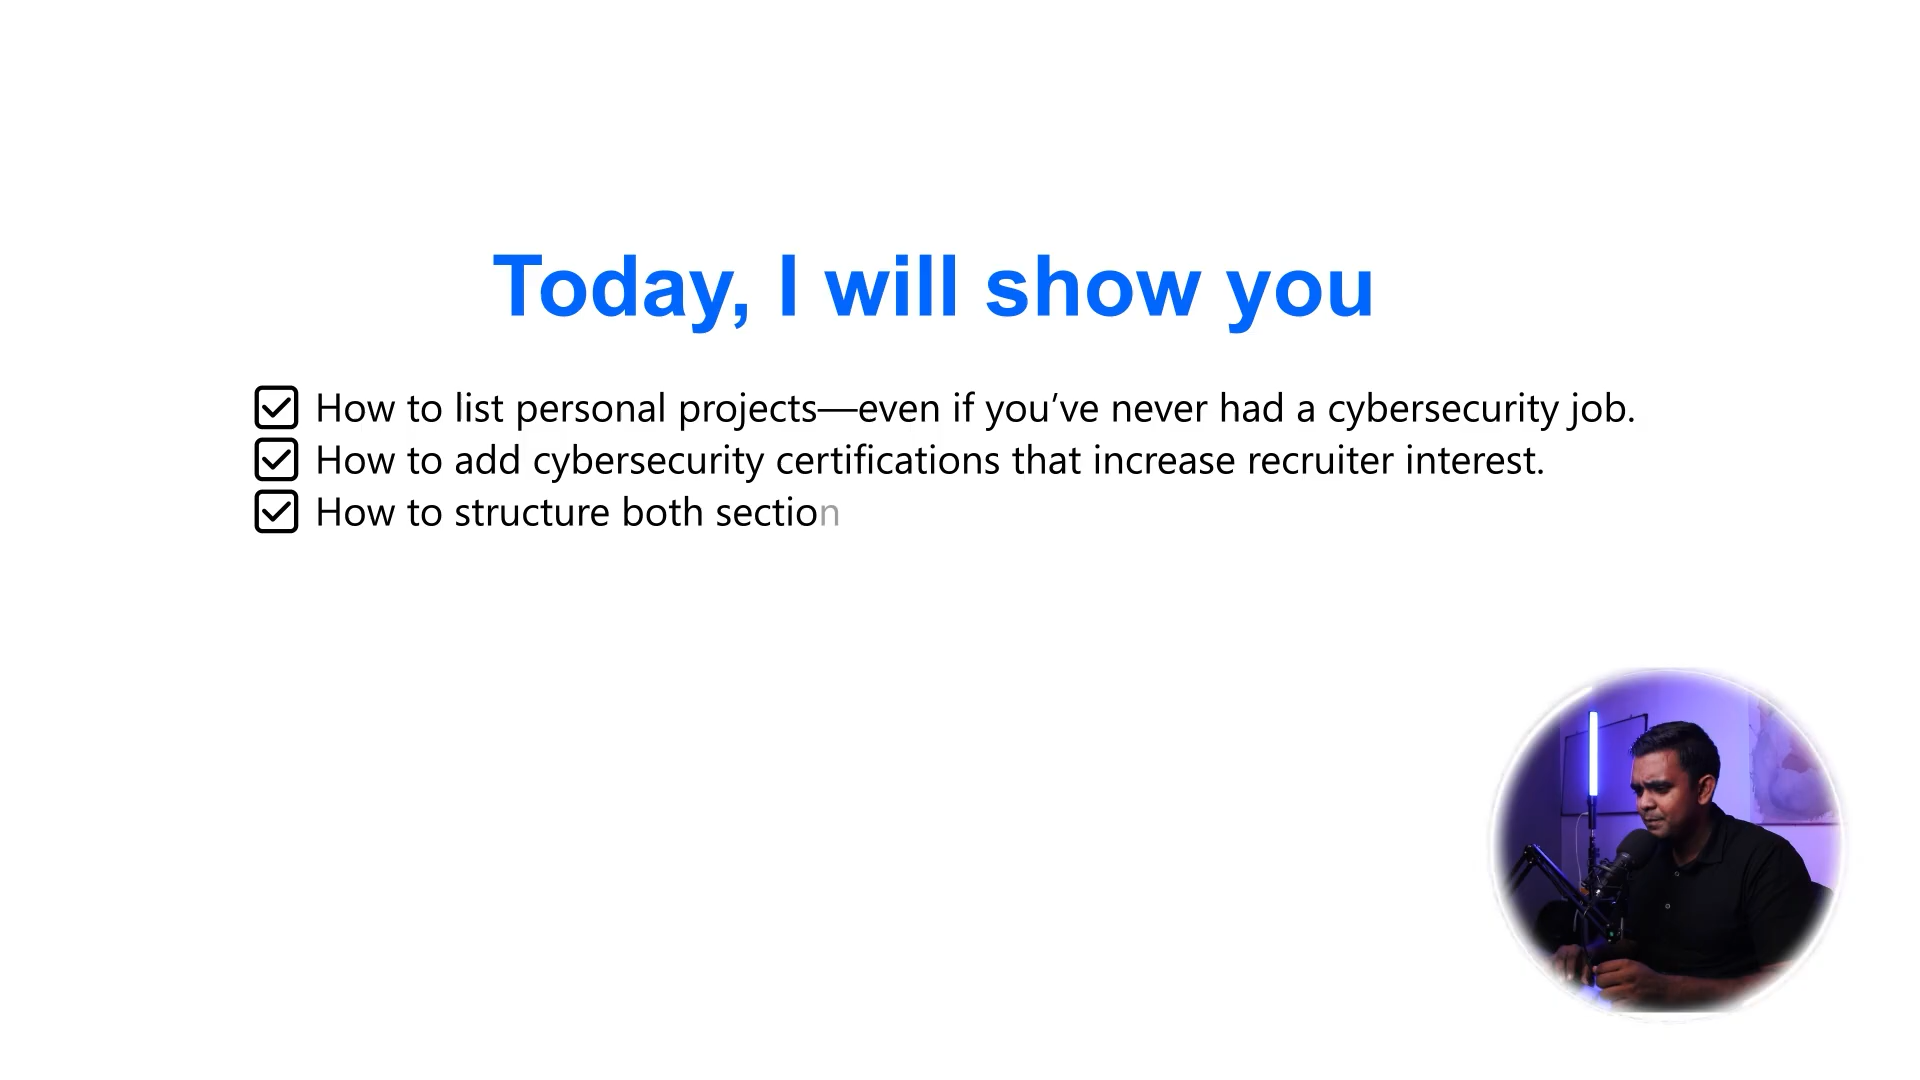 Today, I will show you
How to list personal projects—even if you’ve never had a cybersecurity job.
How to add cybersecurity certifications that increase recruiter interest.
How to structure both section